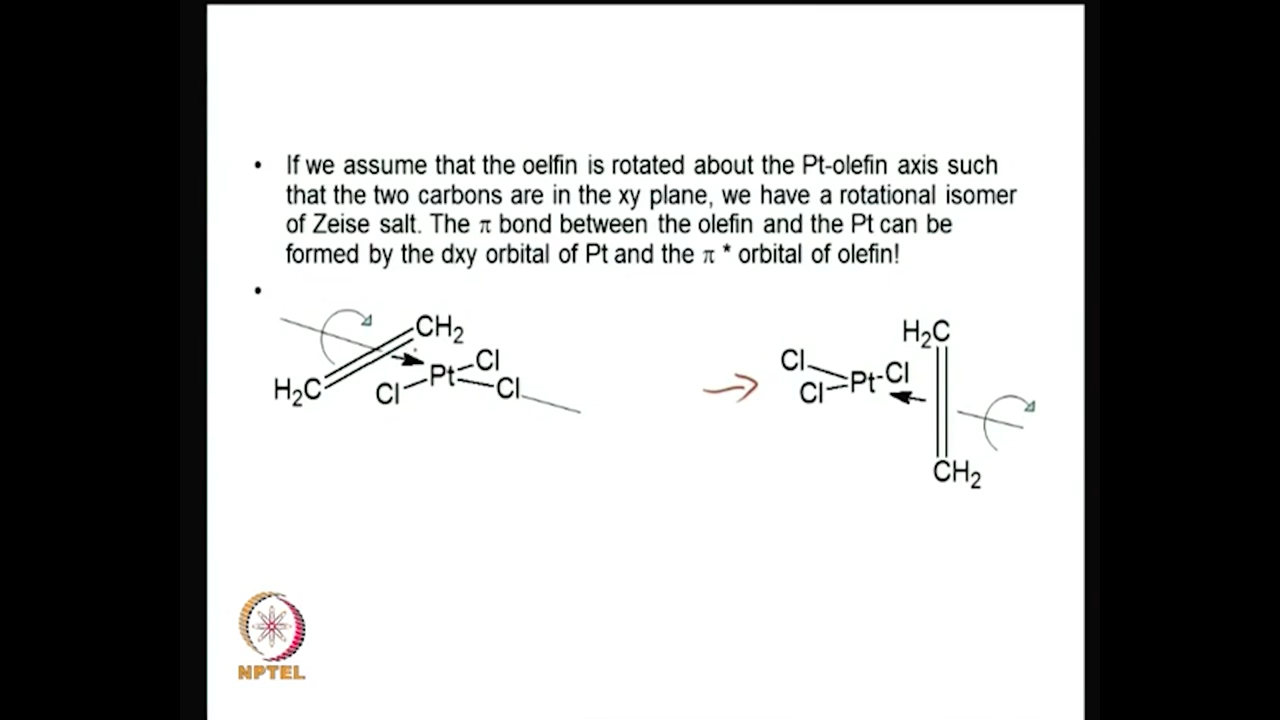 • If we assume that the oelfin is rotated about the Pt-olefin axis such
that the two carbons are in the xy plane, we have a rotational isomer
of Zeise salt. The π bond between the olefin and the Pt can be
formed by the dxy orbital of Pt and the π * orbital of olefin!
•
CH₂
H₂C
Cl
Pt
Cl
Cl
H₂C
Cl
Cl
Pt
Cl
CH₂
NPTEL